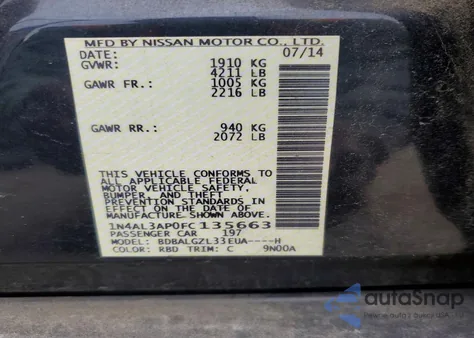 MFD BY NISSAN MOTOR CO., LTD.
DATE: 07/14
GVWR: 1910 KG
4211 LB
GAWR FR.: 1005 KG
2216 LB
GAWR RR.: 940 KG
2072 LB
THIS VEHICLE CONFORMS TO
ALL APPLICABLE FEDERAL
MOTOR VEHICLE SAFETY,
BUMPER, AND THEFT
PREVENTION STANDARDS IN
EFFECT ON THE DATE OF
MANUFACTURE SHOWN ABOVE.
1N4AL3AP0FC 135663
PASSENGER CAR 197
MODEL: BDBALGZL33EUA----H
COLOR: RBD TRIM: C 9N00A
autoSnap